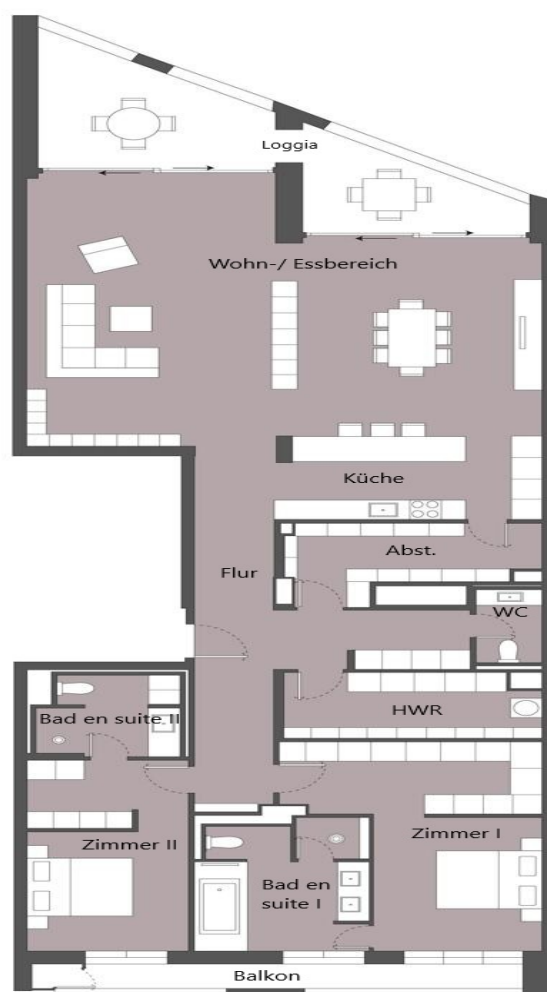 Loggia
Wohn-/ Essbereich
Küche
Abst.
Flur
WC
HWR
Bad en suite II
Zimmer II
Zimmer I
Bad en
suite I
Balkon